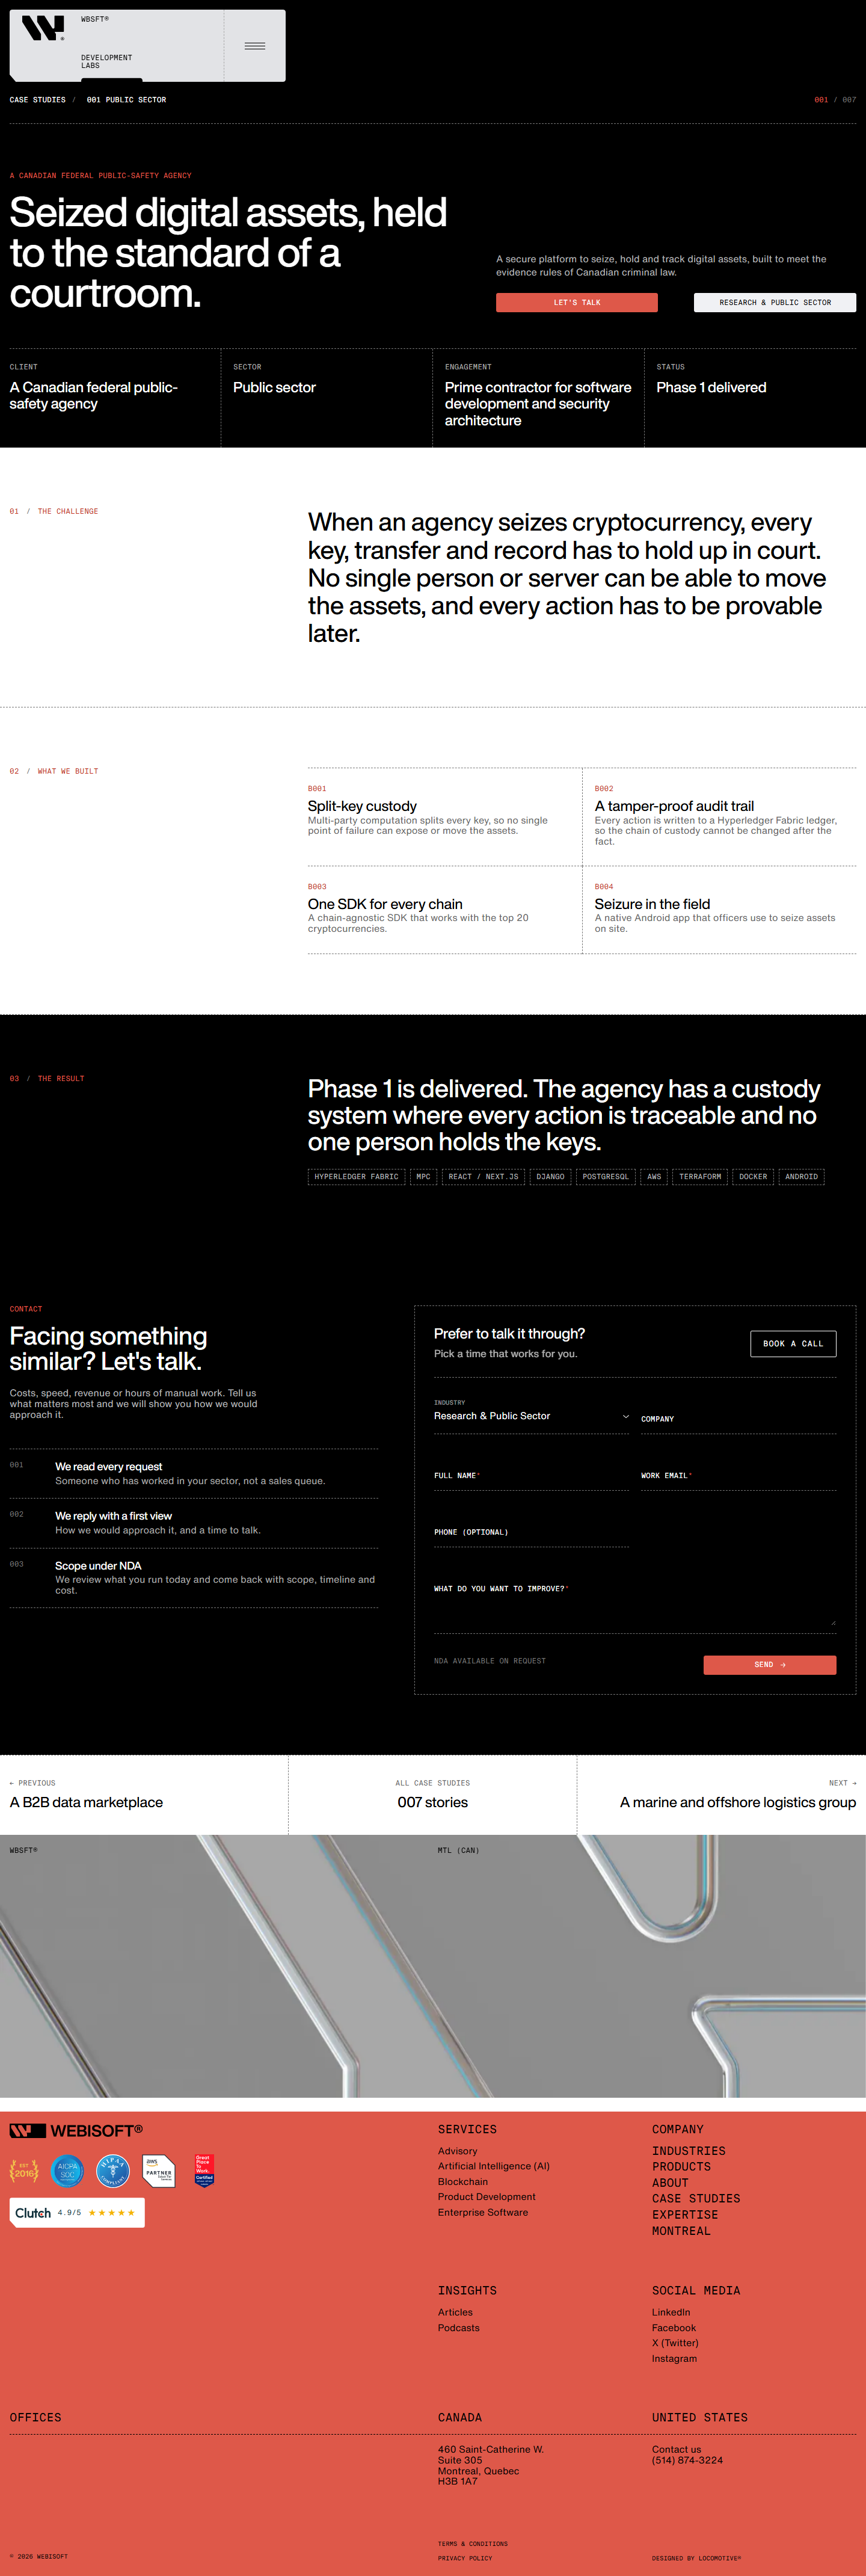 WBSFT®
DEVELOPMENT
LABS
CASE STUDIES / 001 PUBLIC SECTOR
001 / 007
A CANADIAN FEDERAL PUBLIC-SAFETY AGENCY
Seized digital assets, held
to the standard of a
courtroom.
A secure platform to seize, hold and track digital assets, built to meet the
evidence rules of Canadian criminal law.
LET'S TALK
RESEARCH & PUBLIC SECTOR
CLIENT
A Canadian federal public-
safety agency
SECTOR
Public sector
ENGAGEMENT
Prime contractor for software
development and security
architecture
STATUS
Phase 1 delivered
01 / THE CHALLENGE
When an agency seizes cryptocurrency, every
key, transfer and record has to hold up in court.
No single person or server can be able to move
the assets, and every action has to be provable
later.
02 / WHAT WE BUILT
B001
Split-key custody
Multi-party computation splits every key, so no single
point of failure can expose or move the assets.
B002
A tamper-proof audit trail
Every action is written to a Hyperledger Fabric ledger,
so the chain of custody cannot be changed after the
fact.
B003
One SDK for every chain
A chain-agnostic SDK that works with the top 20
cryptocurrencies.
B004
Seizure in the field
A native Android app that officers use to seize assets
on site.
03 / THE RESULT
Phase 1 is delivered. The agency has a custody
system where every action is traceable and no
one person holds the keys.
HYPERLEDGER FABRIC MPC REACT / NEXT.JS DJANGO POSTGRESQL AWS TERRAFORM DOCKER ANDROID
CONTACT
Facing something
similar? Let's talk.
Costs, speed, revenue or hours of manual work. Tell us
what matters most and we will show you how we would
approach it.
001
We read every request
Someone who has worked in your sector, not a sales queue.
002
We reply with a first view
How we would approach it, and a time to talk.
003
Scope under NDA
We review what you run today and come back with scope, timeline and
cost.
Prefer to talk it through?
Pick a time that works for you.
BOOK A CALL
INDUSTRY
Research & Public Sector
COMPANY
FULL NAME*
WORK EMAIL*
PHONE (OPTIONAL)
WHAT DO YOU WANT TO IMPROVE?*
NDA AVAILABLE ON REQUEST
SEND →
← PREVIOUS
A B2B data marketplace
ALL CASE STUDIES
007 stories
NEXT →
A marine and offshore logistics group
WBSFT®
MTL (CAN)
WEBISOFT®
EST
2016
AICPA
SOC
HIPAA
aws
PARTNER
Great
Place
To
Work.
Certified
Clutch 4.9/5 ★★★★★
SERVICES
Advisory
Artificial Intelligence (AI)
Blockchain
Product Development
Enterprise Software
COMPANY
INDUSTRIES
PRODUCTS
ABOUT
CASE STUDIES
EXPERTISE
MONTREAL
INSIGHTS
Articles
Podcasts
SOCIAL MEDIA
LinkedIn
Facebook
X (Twitter)
Instagram
OFFICES
CANADA
460 Saint-Catherine W.
Suite 305
Montreal, Quebec
H3B 1A7
UNITED STATES
Contact us
(514) 874-3224
© 2026 WEBISOFT
TERMS & CONDITIONS
PRIVACY POLICY
DESIGNED BY LOCOMOTIVE®